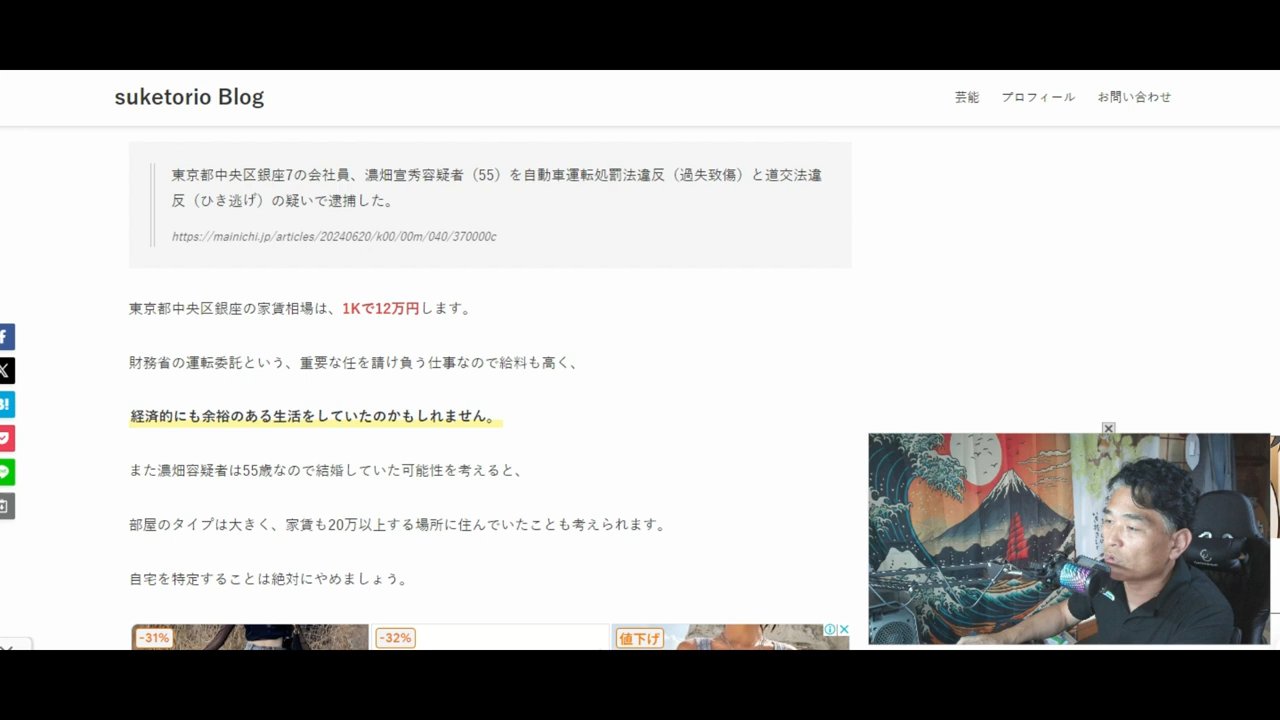 suketorio Blog
芸能 プロフィール お問い合わせ
東京都中央区銀座7の会社員、濃畑宣秀容疑者（55）を自動車運転処罰法違反（過失致傷）と道交法違
反（ひき逃げ）の疑いで逮捕した。
https://mainichi.jp/articles/20240620/k00/00m/040/370000c
東京都中央区銀座の家賃相場は、1Kで12万円します。
財務省の運転委託という、重要な任を請け負う仕事なので給料も高く、
経済的にも余裕のある生活をしていたのかもしれません。
また濃畑容疑者は55歳なので結婚していた可能性を考えると、
部屋のタイプは大きく、家賃も20万以上する場所に住んでいたことも考えられます。
自宅を特定することは絶対にやめましょう。
-31%
-32%
値下げ